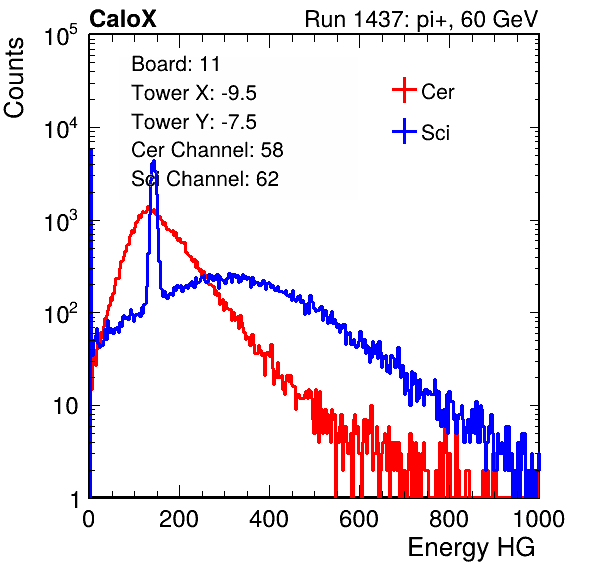 CaloX Run 1437: pi+, 60 GeV
Counts
Board: 11
Tower X: -9.5
Tower Y: -7.5
Cer Channel: 58
Sci Channel: 62
Cer
Sci
10^5
10^4
10^3
10^2
10
1
0 200 400 600 800 1000
Energy HG